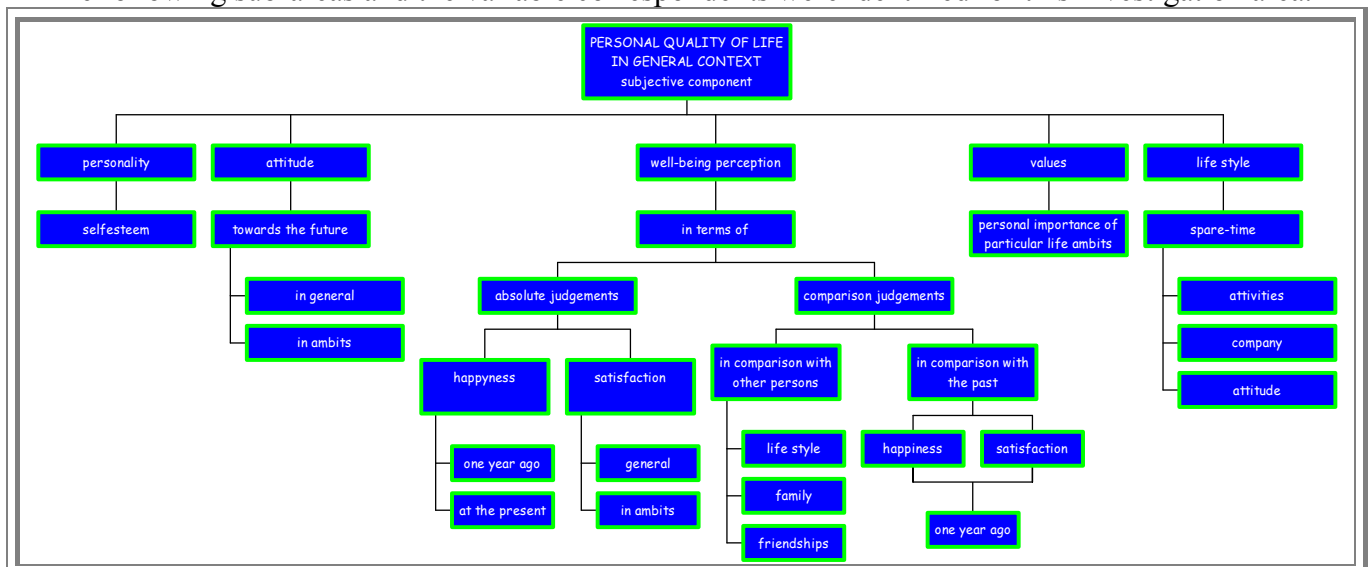 PERSONAL QUALITY OF LIFE
IN GENERAL CONTEXT
subjective component
personality
attitude
well-being perception
values
life style
selfesteem
towards the future
in terms of
personal importance of
particular life ambits
spare-time
in general
absolute judgements
comparison judgements
activities
in ambits
company
happyness
satisfaction
in comparison with
other persons
in comparison with
the past
attitude
life style
happiness
satisfaction
one year ago
general
family
at the present
in ambits
one year ago
friendships